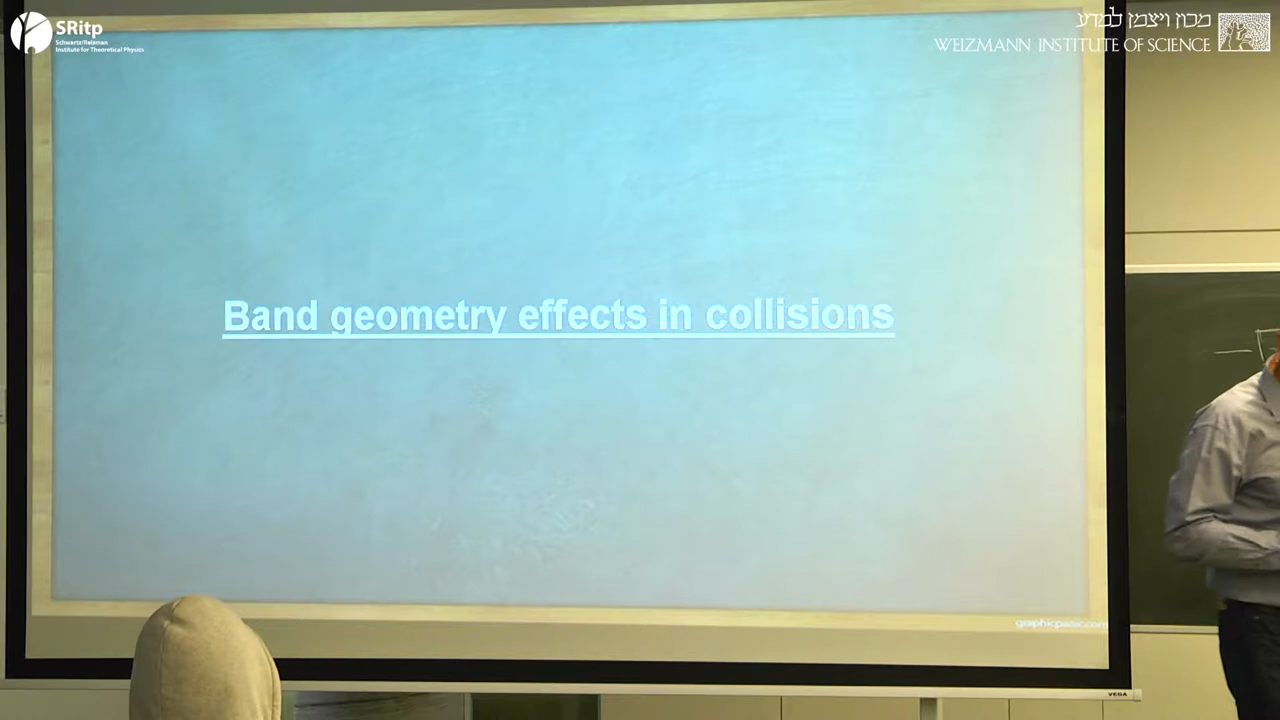 SRitp
Schwartz/Reisman
Institute for Theoretical Physics
מכון ויצמן למדע
WEIZMANN INSTITUTE OF SCIENCE
Band geometry effects in collisions
graphicpanic.com
VEGA